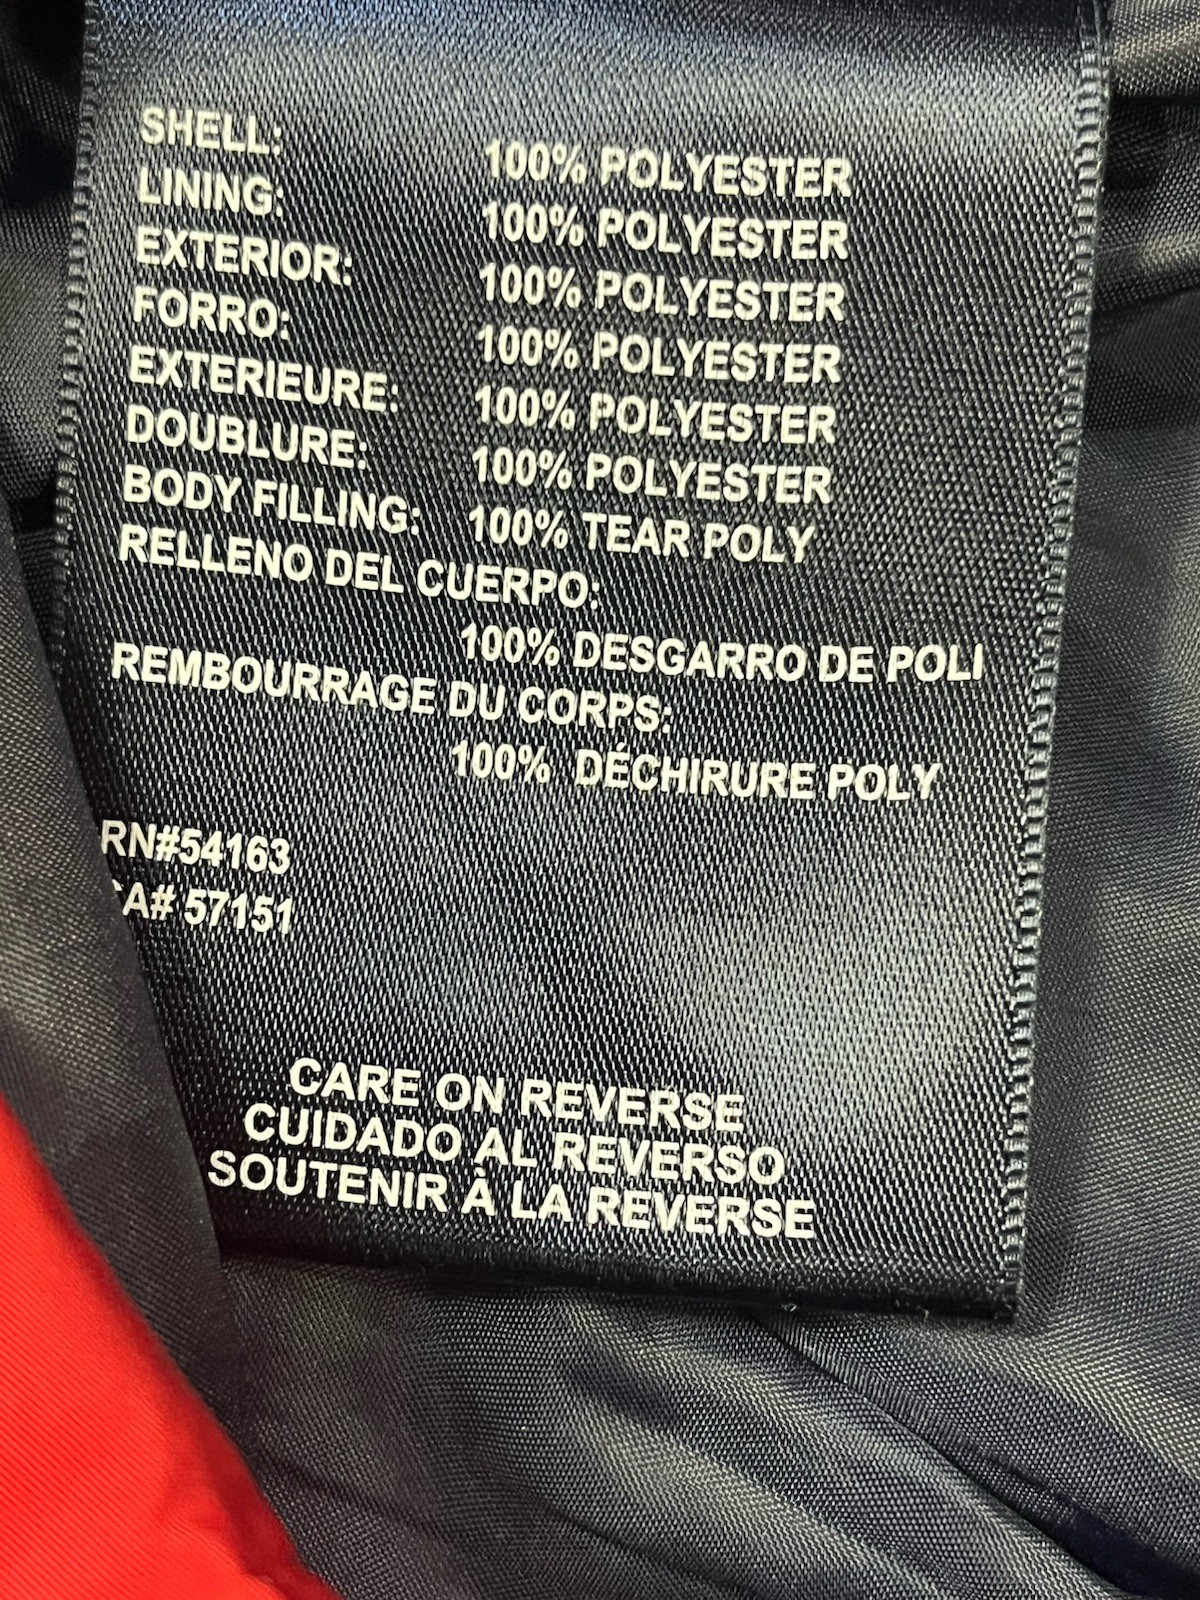 SHELL: 100% POLYESTER
LINING: 100% POLYESTER
EXTERIOR: 100% POLYESTER
FORRO: 100% POLYESTER
EXTERIEURE: 100% POLYESTER
DOUBLURE: 100% POLYESTER
BODY FILLING: 100% TEAR POLY
RELLENO DEL CUERPO:
100% DESGARRO DE POLI
REMBOURRAGE DU CORPS:
100% DÉCHIRURE POLY
RN#54163
CA# 57151
CARE ON REVERSE
CUIDADO AL REVERSO
SOUTENIR À LA REVERSE